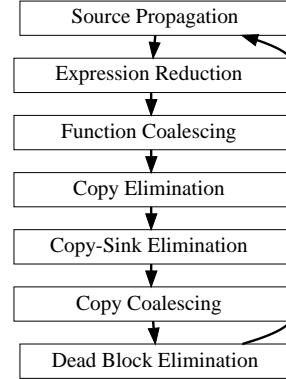 Source Propagation
Expression Reduction
Function Coalescing
Copy Elimination
Copy-Sink Elimination
Copy Coalescing
Dead Block Elimination